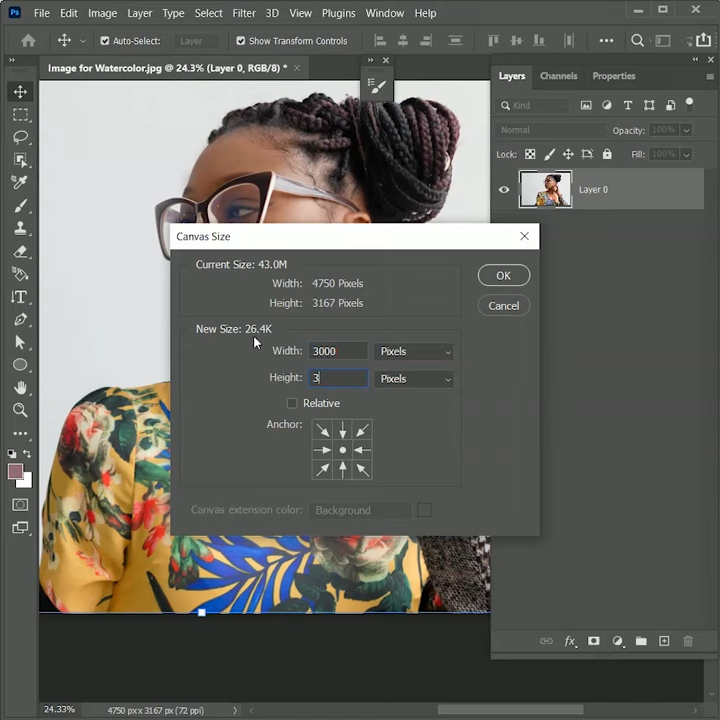 Ps File Edit Image Layer Type Select Filter 3D View Plugins Window Help
Auto-Select: Layer Show Transform Controls
Image for Watercolor.jpg @ 24.3% (Layer 0, RGB/8) *
Layers Channels Properties
Kind
Normal Opacity: 100%
Lock: Fill: 100%
Layer 0
Canvas Size
Current Size: 43.0M
Width: 4750 Pixels
Height: 3167 Pixels
OK
Cancel
New Size: 26.4K
Width: 3000 Pixels
Height: 3 Pixels
Relative
Anchor:
Canvas extension color: Background
fx
24.33% 4750 px x 3167 px (72 ppi)